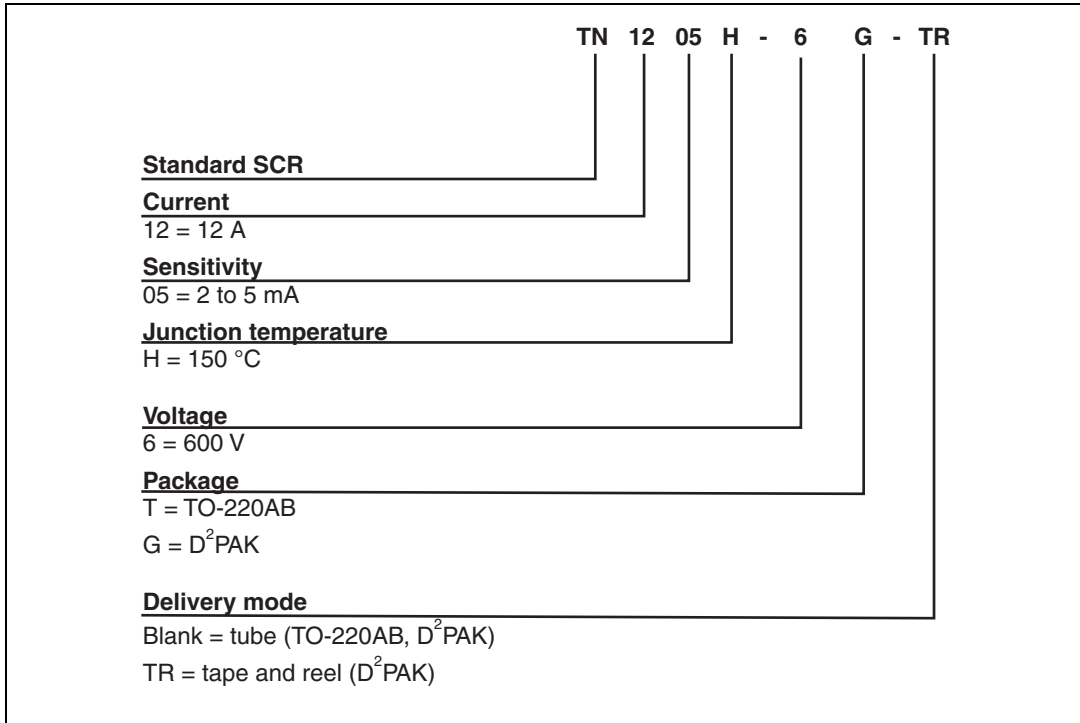 TN 12 05 H - 6 G - TR
Standard SCR
Current
12 = 12 A
Sensitivity
05 = 2 to 5 mA
Junction temperature
H = 150 °C
Voltage
6 = 600 V
Package
T = TO-220AB
G = D²PAK
Delivery mode
Blank = tube (TO-220AB, D²PAK)
TR = tape and reel (D²PAK)